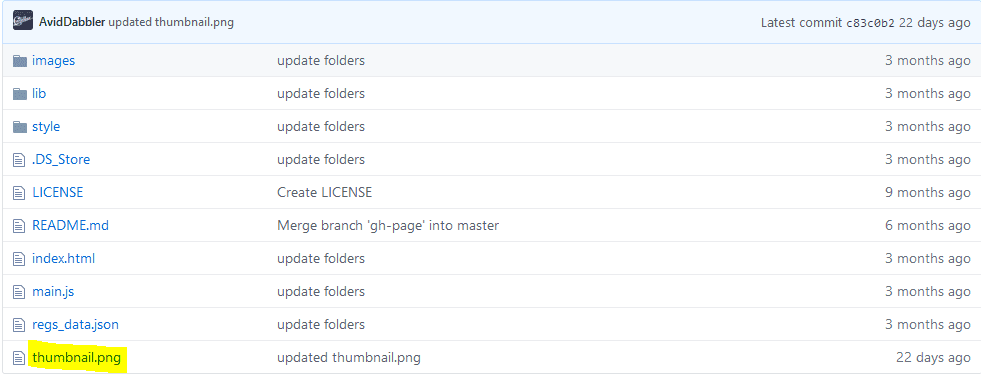 AvidDabbler updated thumbnail.png Latest commit c83c0b2 22 days ago
images update folders 3 months ago
lib update folders 3 months ago
style update folders 3 months ago
.DS_Store update folders 3 months ago
LICENSE Create LICENSE 9 months ago
README.md Merge branch 'gh-page' into master 6 months ago
index.html update folders 3 months ago
main.js update folders 3 months ago
regs_data.json update folders 3 months ago
thumbnail.png updated thumbnail.png 22 days ago